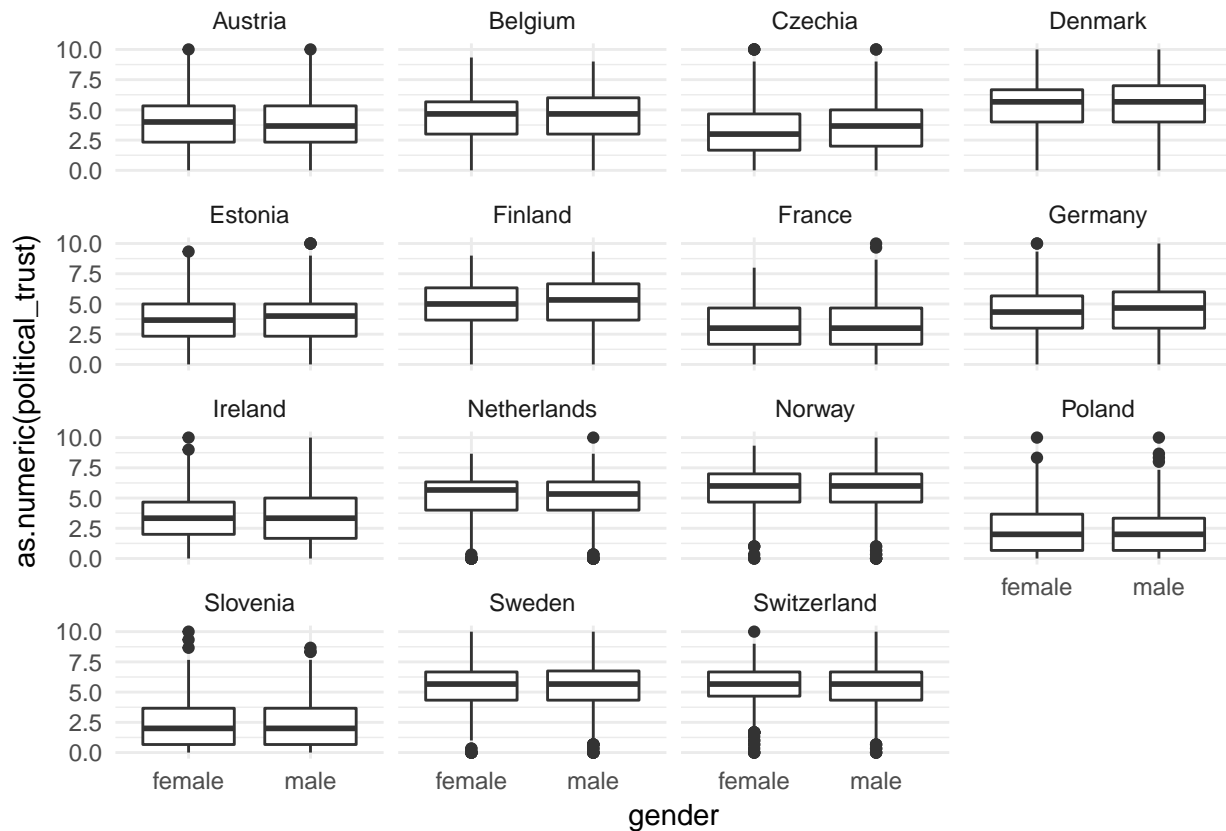 Austria Belgium Czechia Denmark
10.0
7.5
5.0
2.5
0.0
Estonia Finland France Germany
10.0
7.5
5.0
2.5
0.0
Ireland Netherlands Norway Poland
10.0
7.5
5.0
2.5
0.0
female male
Slovenia Sweden Switzerland
10.0
7.5
5.0
2.5
0.0
female male female male female male
gender
as.numeric(political_trust)